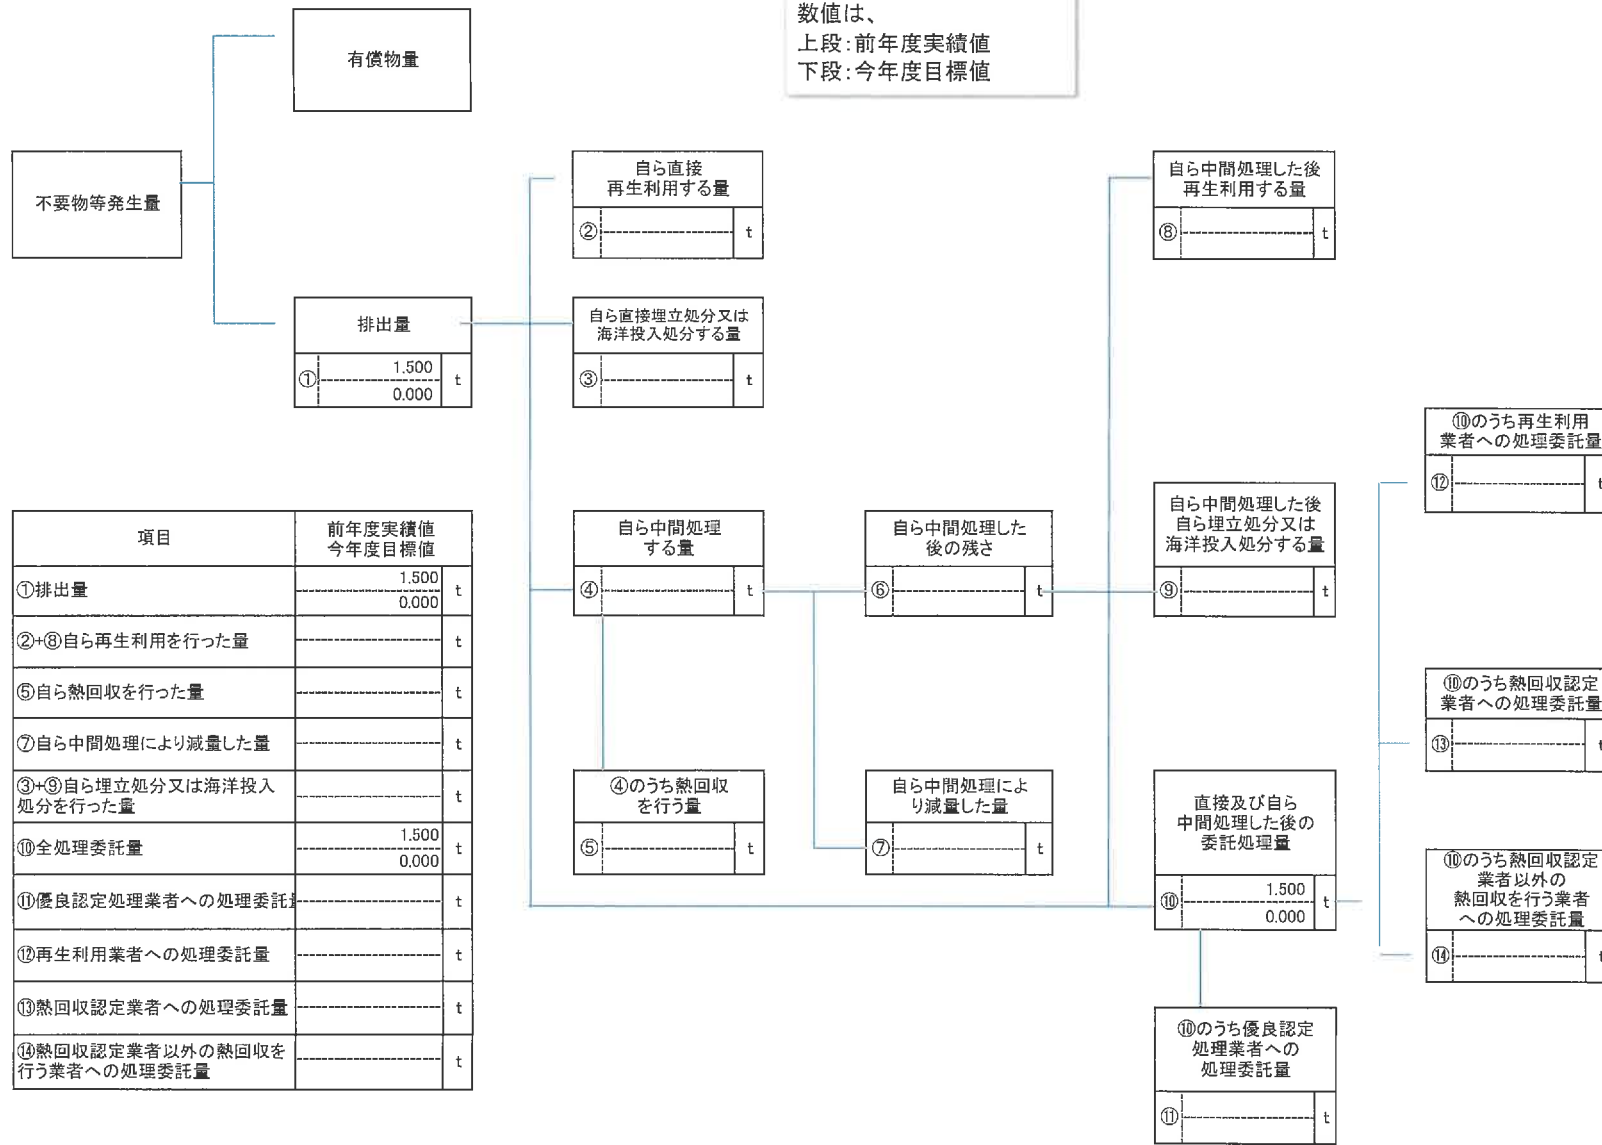 数値は、
上段:前年度実績値
下段:今年度目標値
有償物量
不要物等発生量
排出量
① 1.500 t
0.000
自ら直接
再生利用する量
② t
自ら直接埋立処分又は
海洋投入処分する量
③ t
自ら中間処理
する量
④ t
④のうち熱回収
を行う量
⑤ t
自ら中間処理した
後の残さ
⑥ t
自ら中間処理によ
り減量した量
⑦ t
自ら中間処理した後
再生利用する量
⑧ t
自ら中間処理した後
自ら埋立処分又は
海洋投入処分する量
⑨ t
直接及び自ら
中間処理した後の
委託処理量
⑩ 1.500 t
0.000
⑩のうち優良認定
処理業者への
処理委託量
⑪ t
⑩のうち再生利用
業者への処理委託量
⑫ t
⑩のうち熱回収認定
業者への処理委託量
⑬ t
⑩のうち熱回収認定
業者以外の
熱回収を行う業者
への処理委託量
⑭ t
項目 前年度実績値
今年度目標値
①排出量 1.500 t
0.000
②+⑧自ら再生利用を行った量 t
⑤自ら熱回収を行った量 t
⑦自ら中間処理により減量した量 t
③+⑨自ら埋立処分又は海洋投入
処分を行った量 t
⑩全処理委託量 1.500 t
0.000
⑪優良認定処理業者への処理委託 t
⑫再生利用業者への処理委託量 t
⑬熱回収認定業者への処理委託量 t
⑭熱回収認定業者以外の熱回収を
行う業者への処理委託量 t